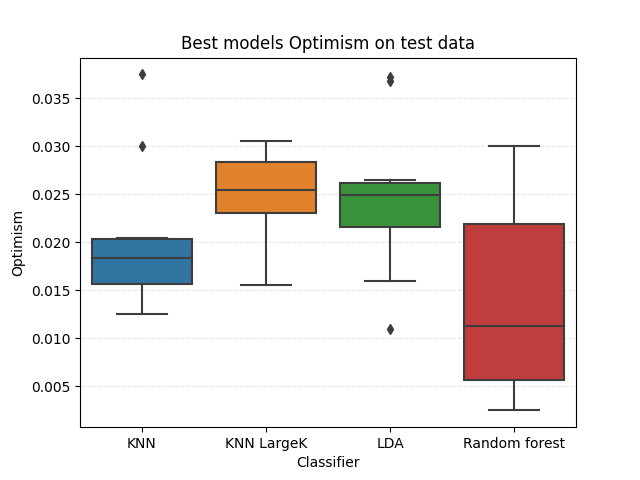 Best models Optimism on test data
Optimism
0.035
0.030
0.025
0.020
0.015
0.010
0.005
KNN
KNN LargeK
LDA
Random forest
Classifier